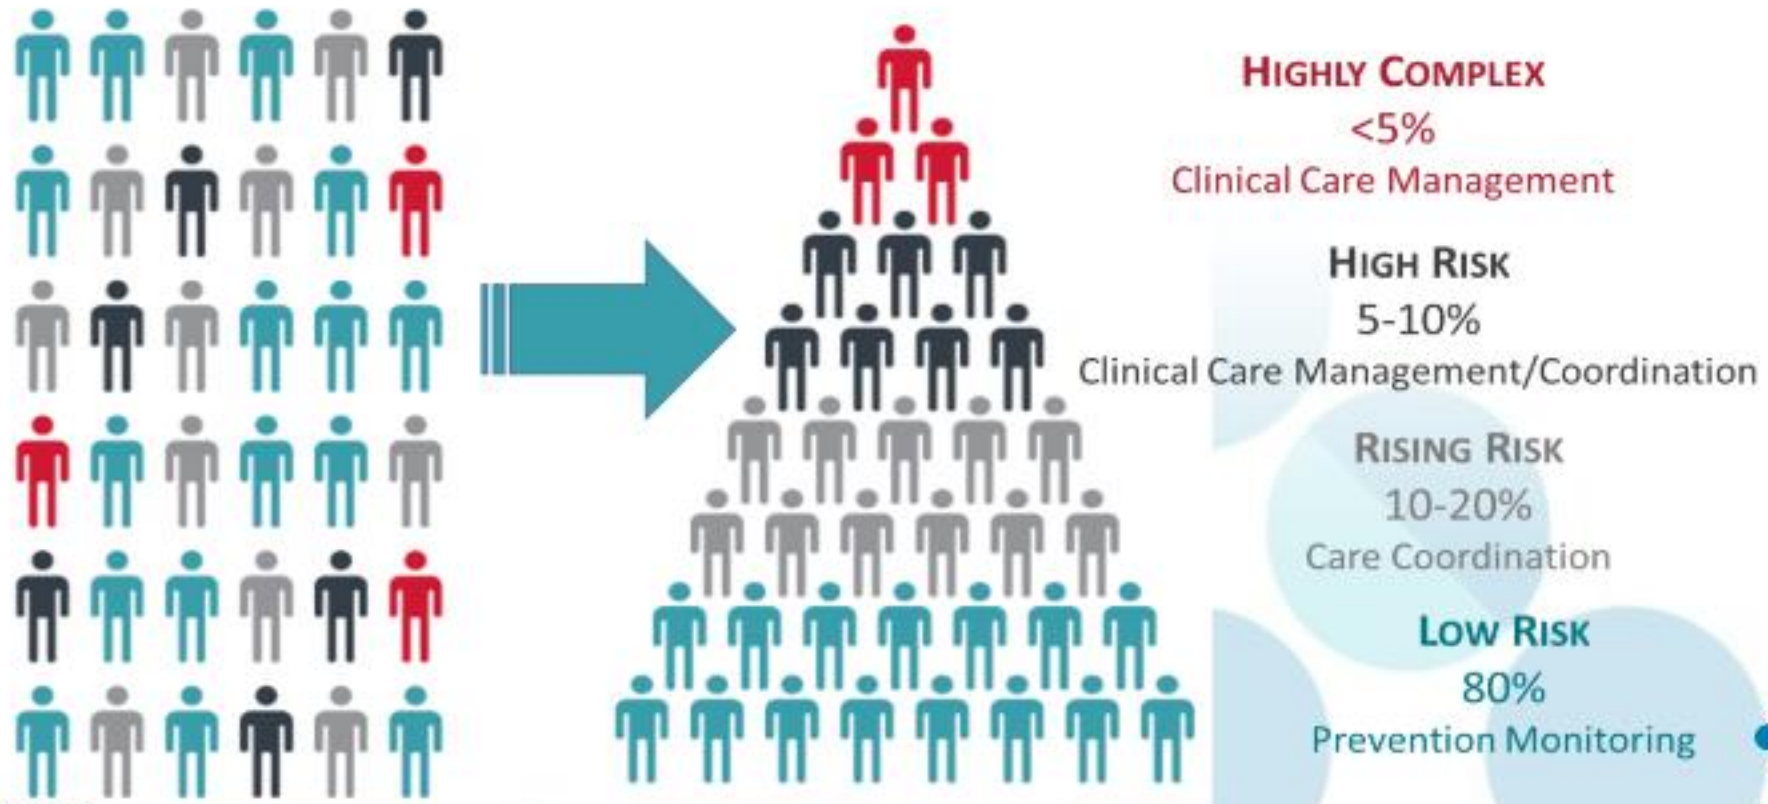 HIGHLY COMPLEX
<5%
Clinical Care Management
HIGH RISK
5-10%
Clinical Care Management/Coordination
RISING RISK
10-20%
Care Coordination
LOW RISK
80%
Prevention Monitoring